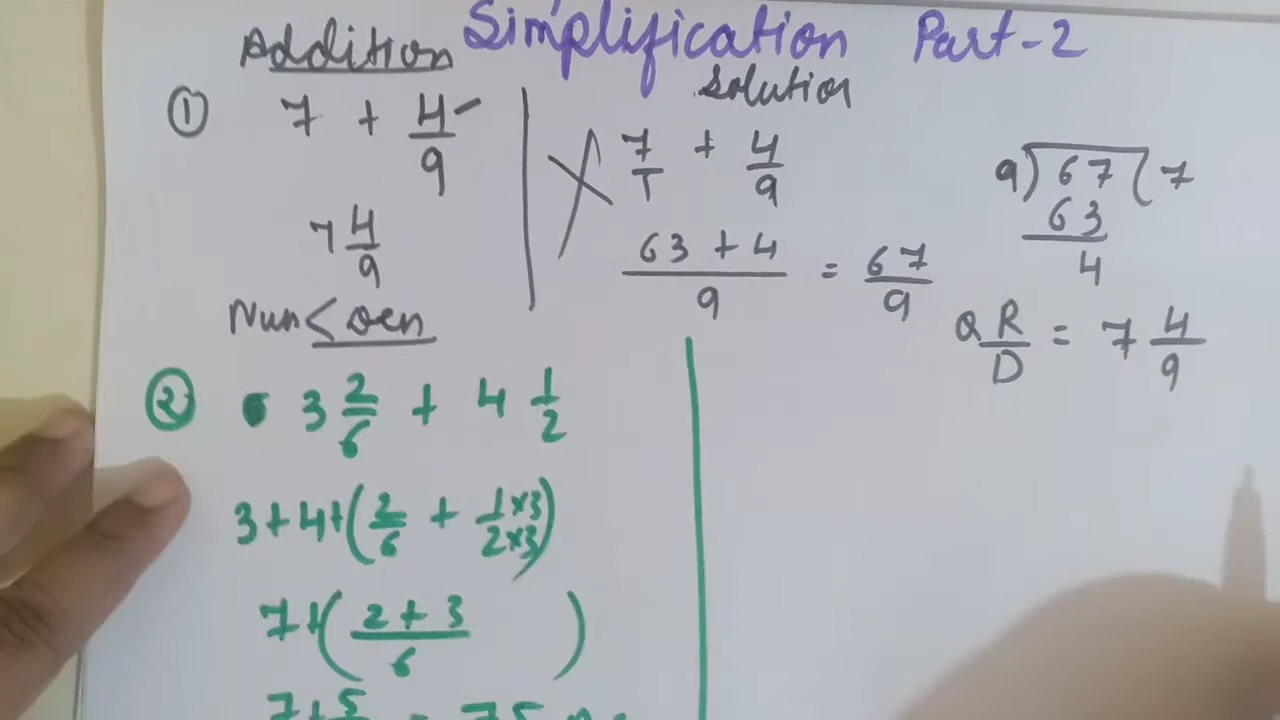 Simplification Part-2
Addition
① 7 + 4/9
7 4/9
Num < Den
Solution
7/1 + 4/9
63 + 4 / 9 = 67/9
9) 67 (7
63
4
Q R/D = 7 4/9
② 3 2/6 + 4 1/2
3+4+(2/6 + 1×3/2×3)
7+(2+3/6)
7+5